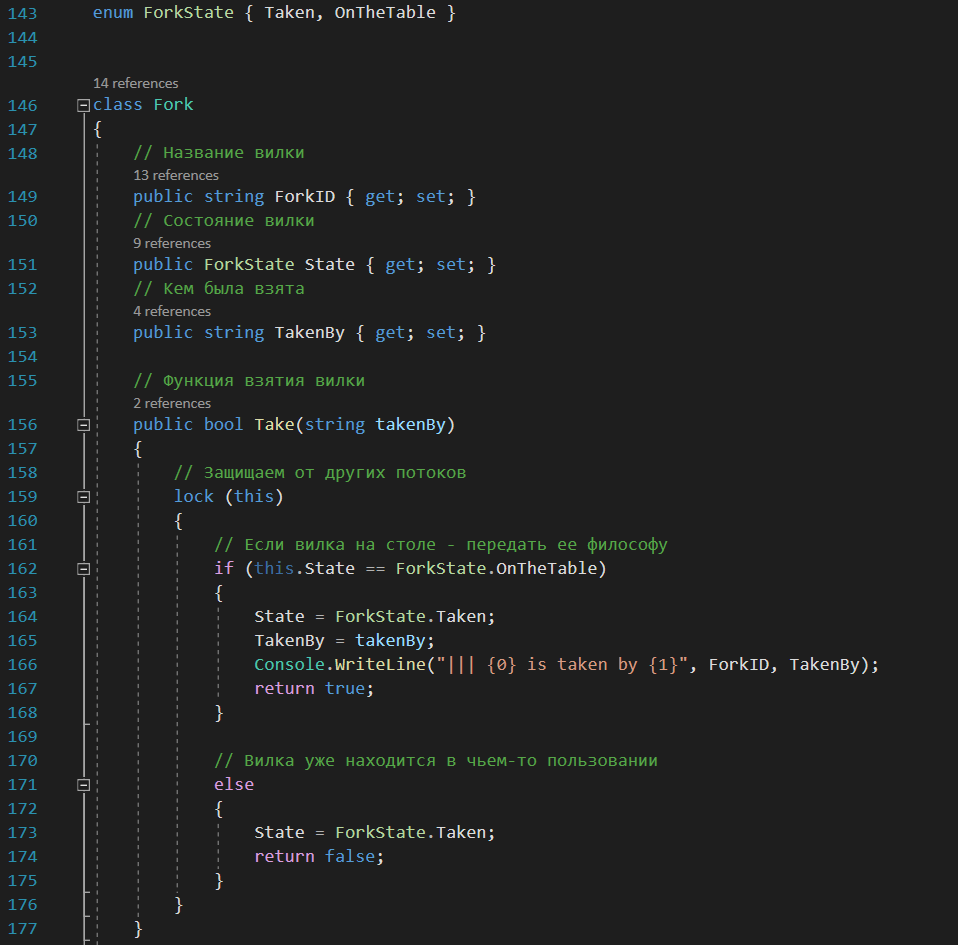 143 enum ForkState { Taken, OnTheTable }
144
145
14 references
146 class Fork
147 {
148 // Название вилки
13 references
149 public string ForkID { get; set; }
150 // Состояние вилки
9 references
151 public ForkState State { get; set; }
152 // Кем была взята
4 references
153 public string TakenBy { get; set; }
154
155 // Функция взятия вилки
2 references
156 public bool Take(string takenBy)
157 {
158 // Защищаем от других потоков
159 lock (this)
160 {
161 // Если вилка на столе - передать ее философу
162 if (this.State == ForkState.OnTheTable)
163 {
164 State = ForkState.Taken;
165 TakenBy = takenBy;
166 Console.WriteLine("||| {0} is taken by {1}", ForkID, TakenBy);
167 return true;
168 }
169
170 // Вилка уже находится в чьем-то пользовании
171 else
172 {
173 State = ForkState.Taken;
174 return false;
175 }
176 }
177 }